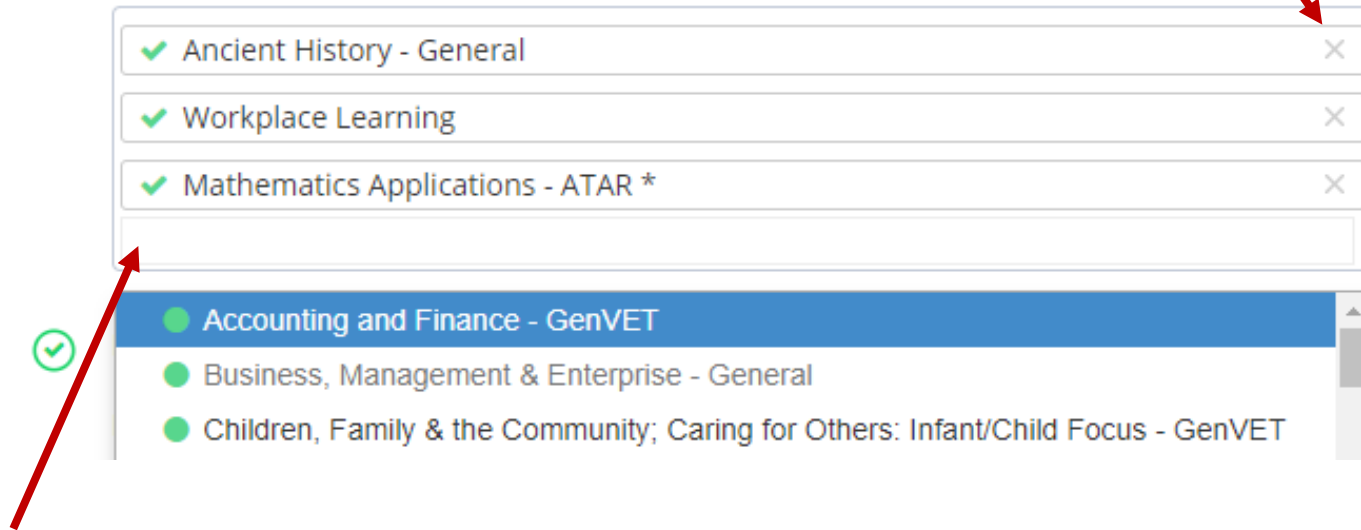 Ancient History - General
Workplace Learning
Mathematics Applications - ATAR *
Accounting and Finance - GenVET
Business, Management & Enterprise - General
Children, Family & the Community; Caring for Others: Infant/Child Focus - GenVET